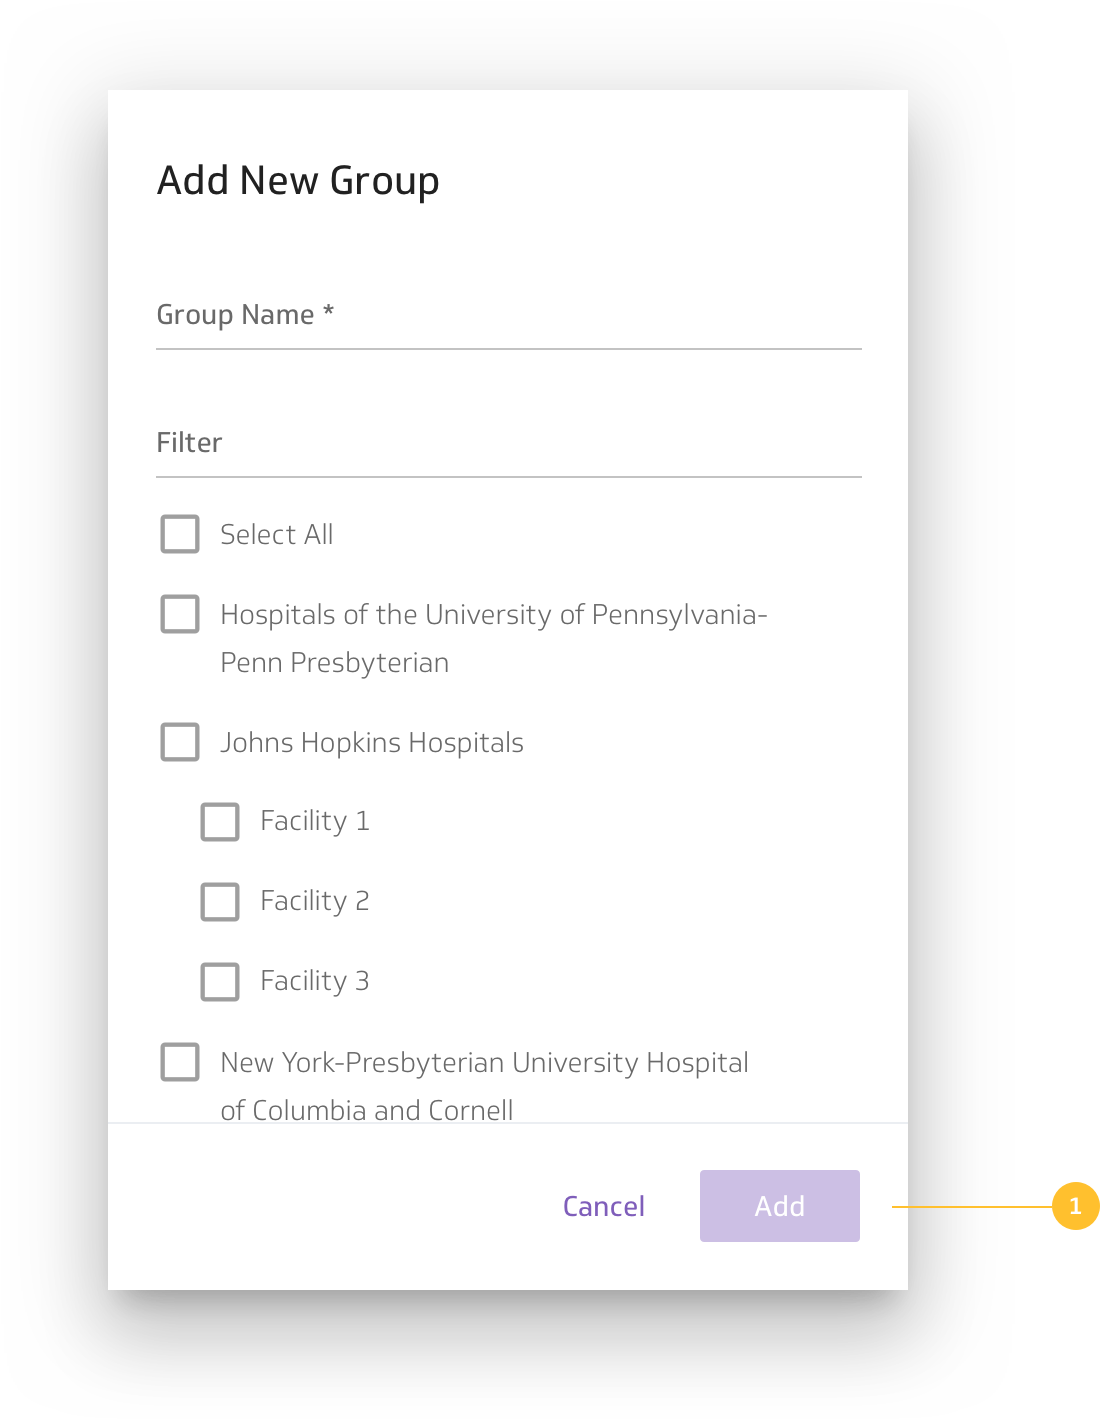 Add New Group
Group Name *
Filter
Select All
Hospitals of the University of Pennsylvania-
Penn Presbyterian
Johns Hopkins Hospitals
Facility 1
Facility 2
Facility 3
New York-Presbyterian University Hospital
of Columbia and Cornell
Cancel
Add
1